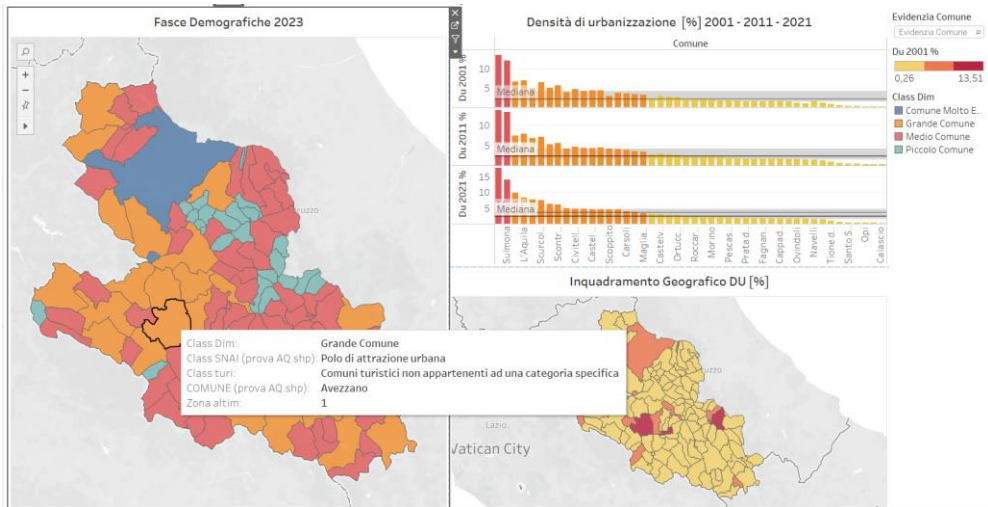 Fasce Demografiche 2023
uzzo
Class Dim: Grande Comune
Class SNAI (prova AQ.shp): Polo di attrazione urbana
Class turi: Comuni turistici non appartenenti ad una categoria specifica
COMUNE (prova AQ.shp): Avezzano
Zona altim: 1
Densità di urbanizzazione [%] 2001 - 2011 - 2021
Comune
Du 2001 %
10
5
Mediana
Du 2011 %
10
5
Mediana
Du 2021 %
15
10
5
Mediana
Sulmona
L'Aquila
Scurcol..
Scontr..
Civitell..
Castel..
Scoppito
Carsoli
Maglia..
Castelv..
Ortucc..
Roccar..
Morino
Pescas..
Prata d..
Fagnan..
Cappad..
Ovindoli
Navelli
Tione d..
Santo S..
Opi
Calascio
Inquadramento Geografico DU [%]
uzzo
Lazio
Vatican City
Evidenzia Comune
Evidenzia Comune
Du 2001 %
0,26 13,51
Class Dim
Comune Molto E..
Grande Comune
Medio Comune
Piccolo Comune